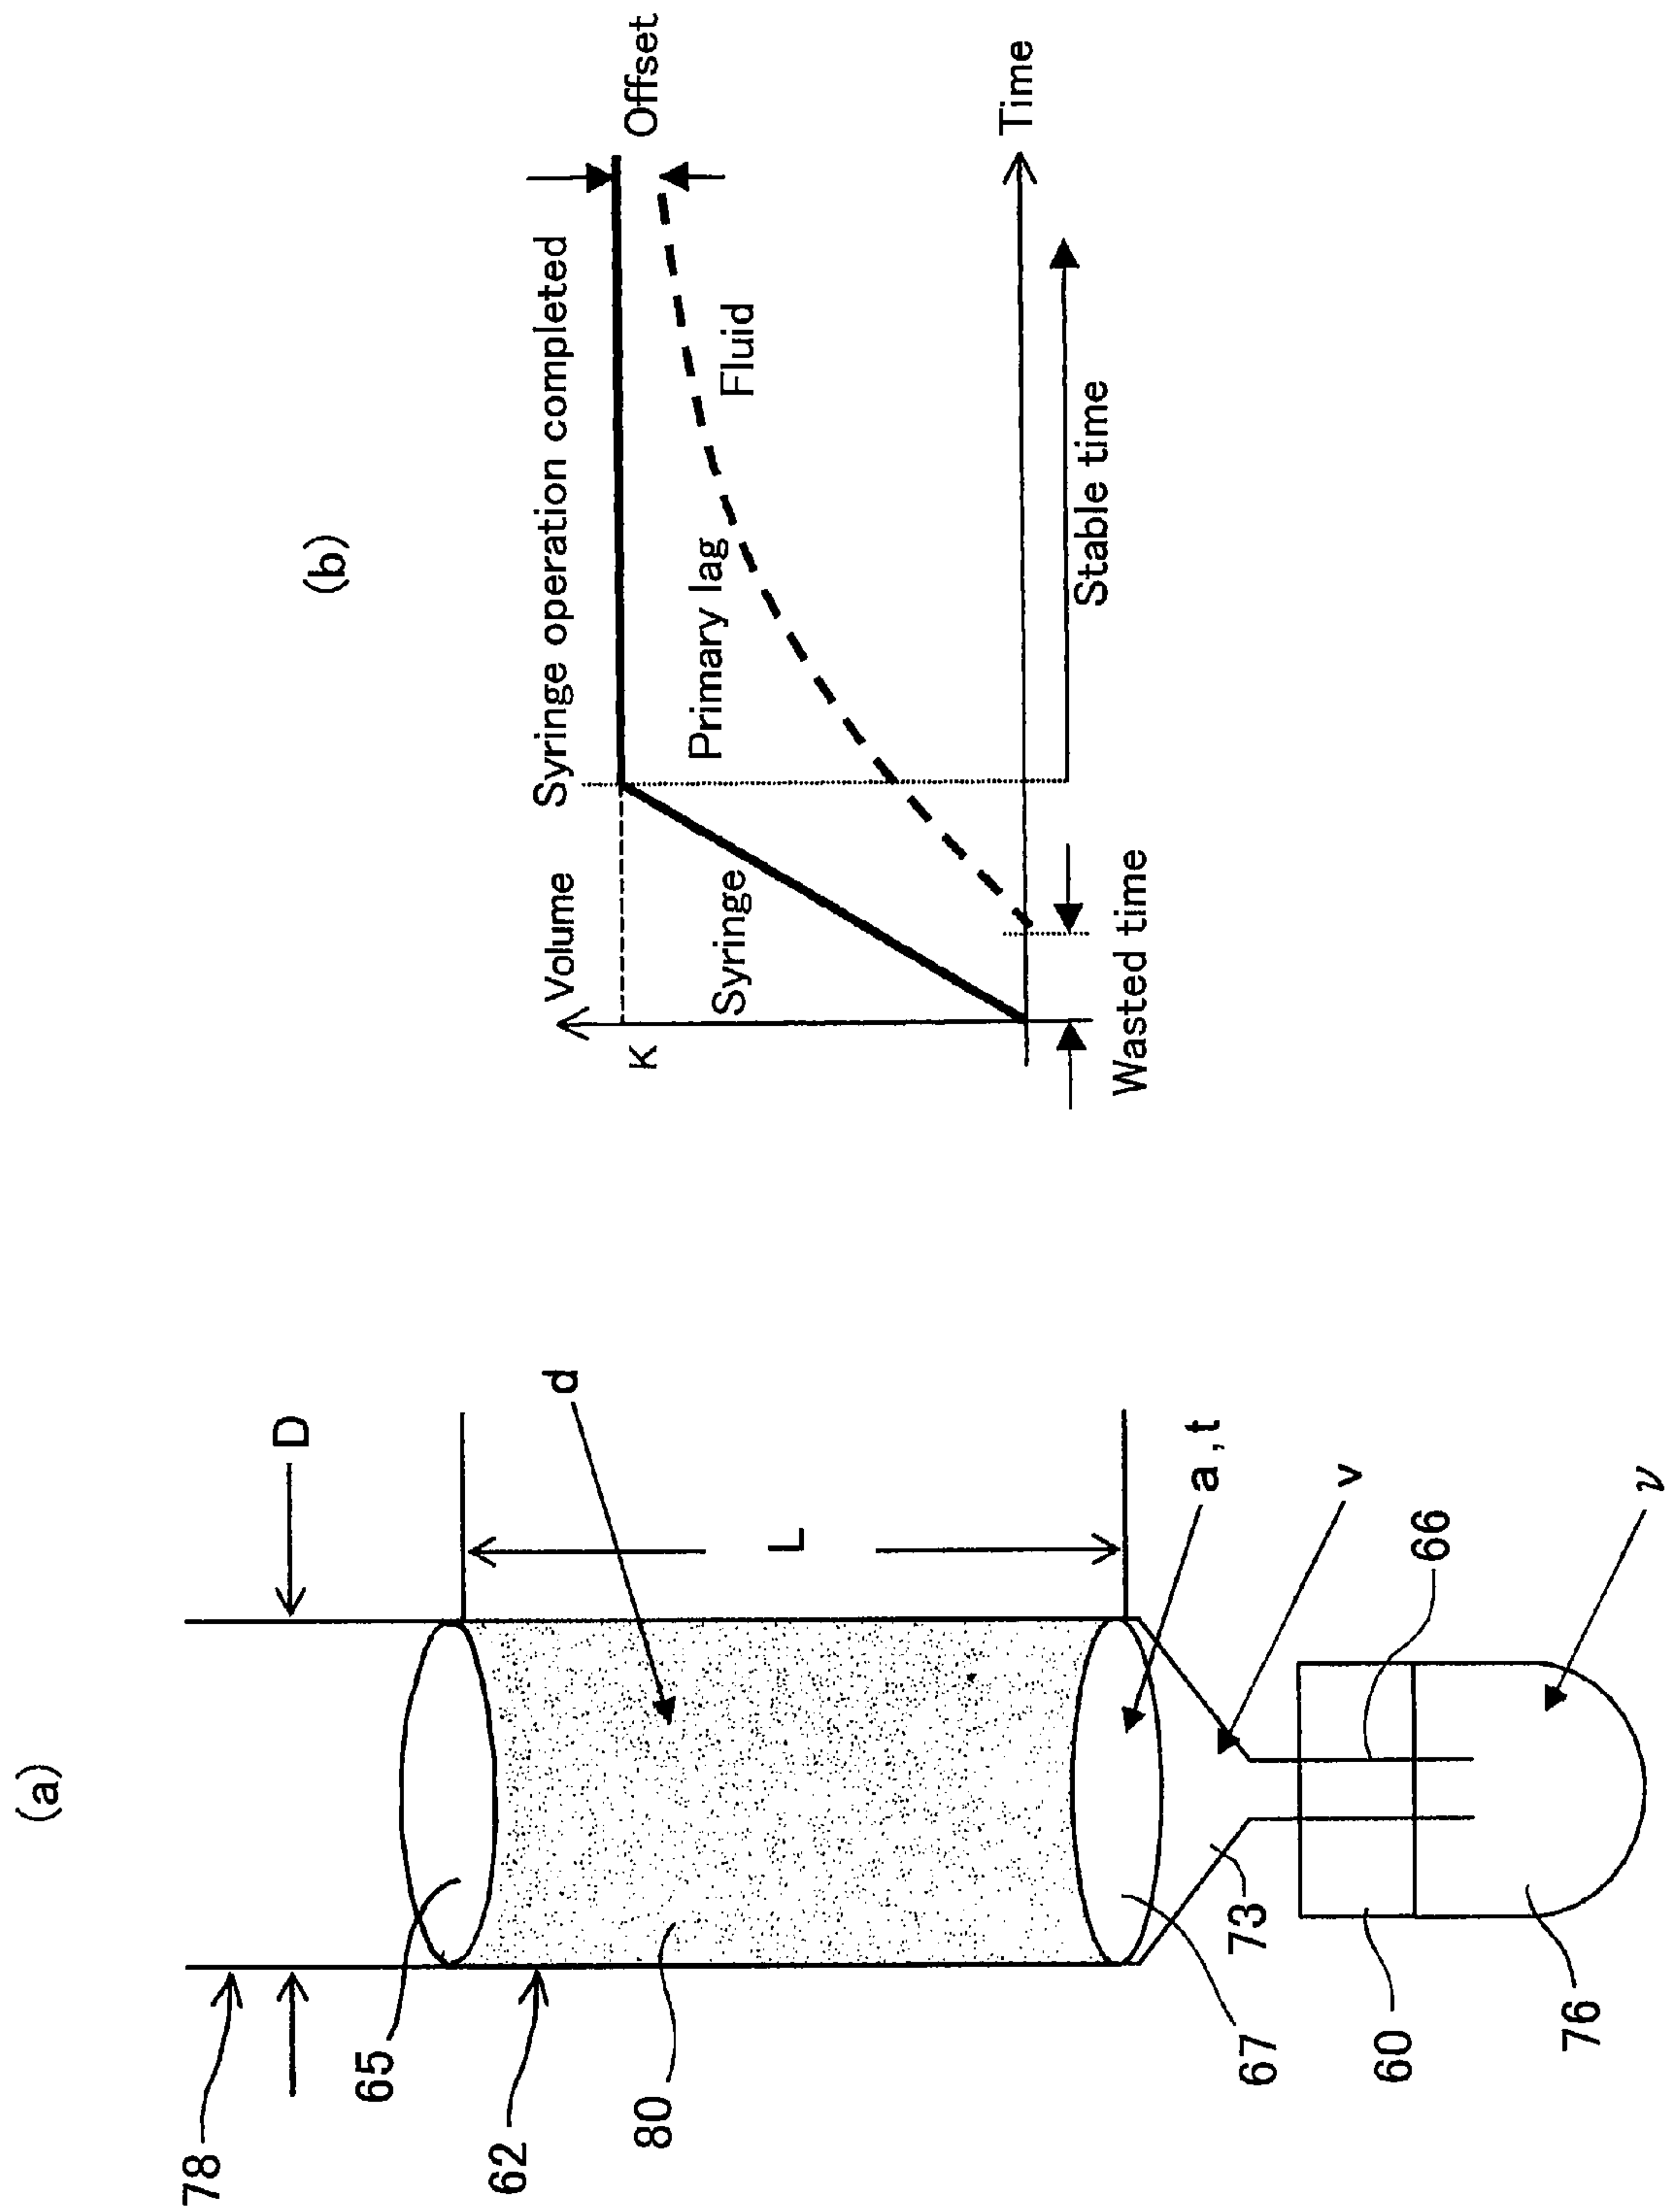 (a)
78
D
65
62
80
d
L
67
a,t
73
v
60
66
76
ν
(b)
Volume
K
Syringe operation completed
Offset
Syringe
Primary lag
Fluid
Time
Wasted time
Stable time